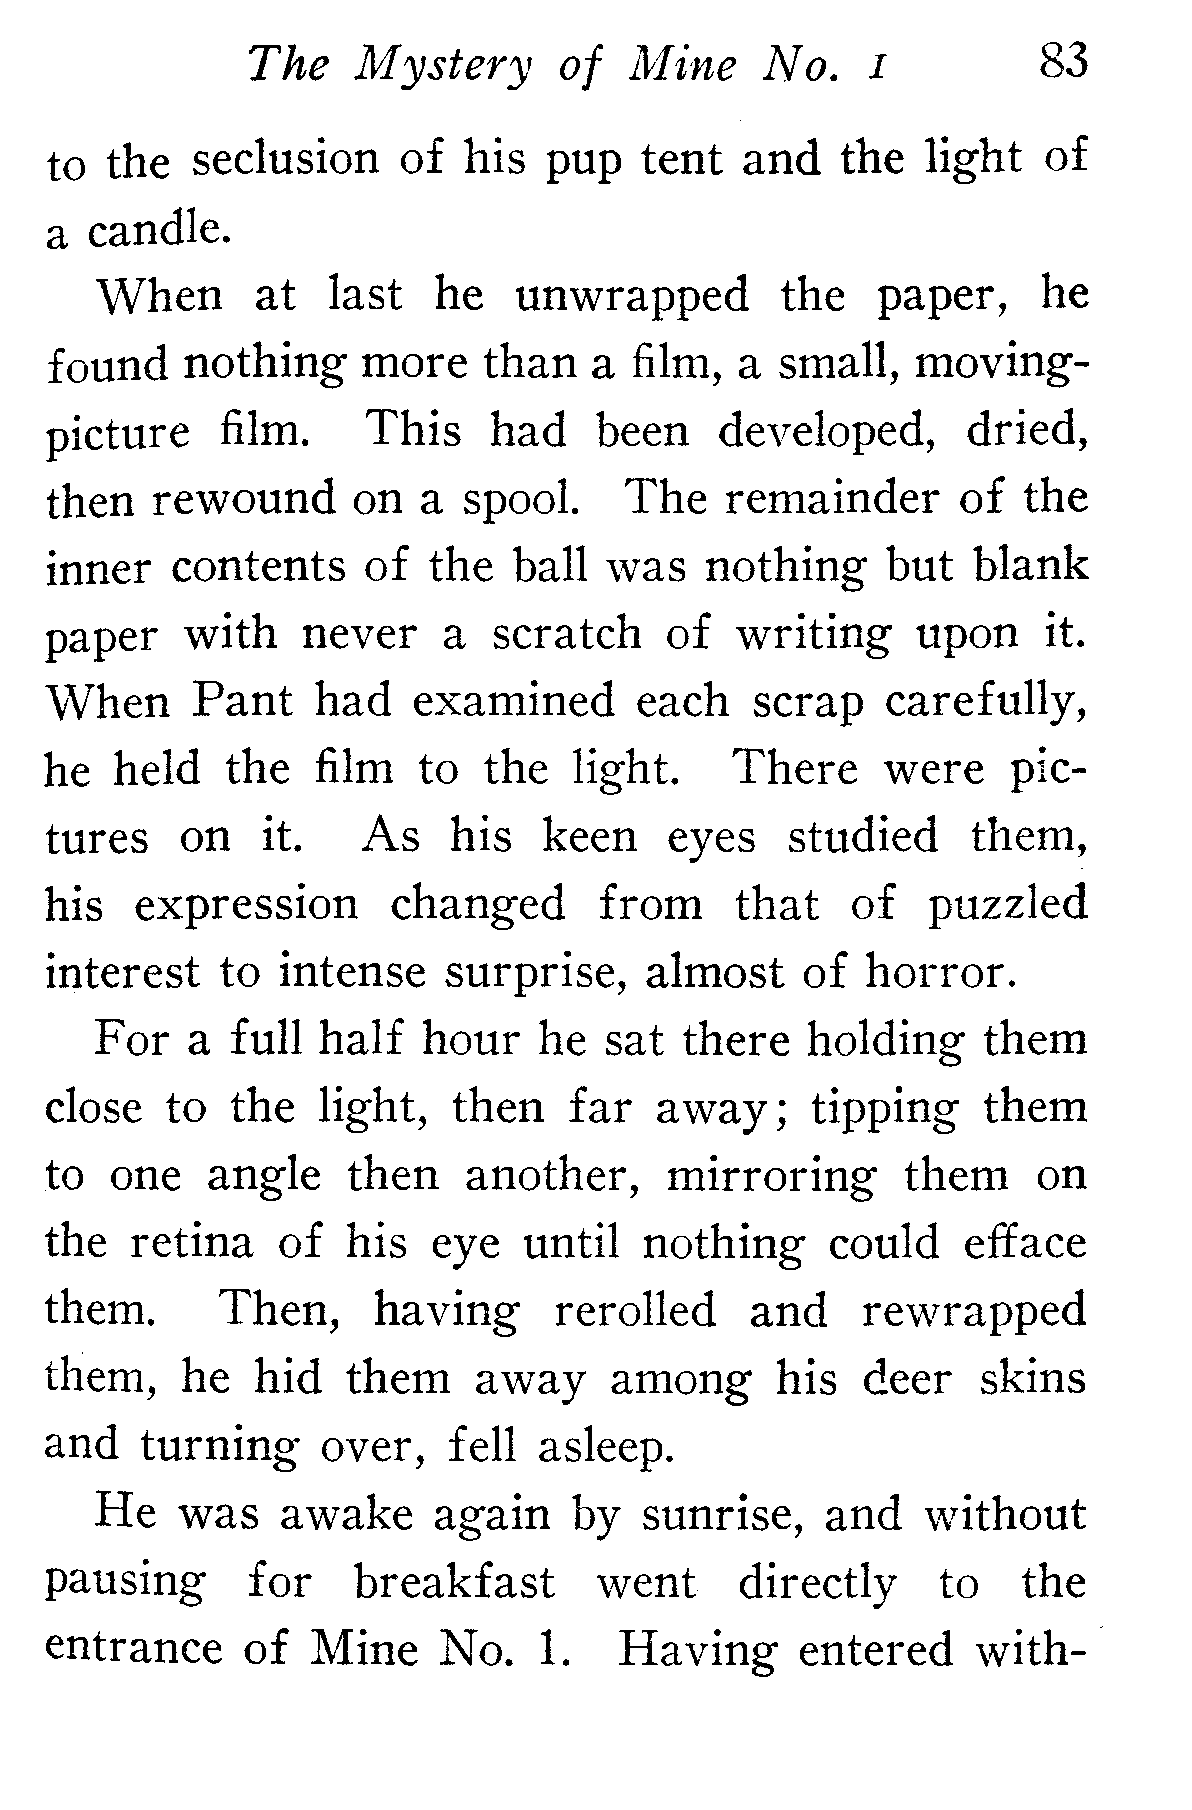 The Mystery of Mine No. 1 83
to the seclusion of his pup tent and the light of
a candle.
When at last he unwrapped the paper, he
found nothing more than a film, a small, moving-
picture film. This had been developed, dried,
then rewound on a spool. The remainder of the
inner contents of the ball was nothing but blank
paper with never a scratch of writing upon it.
When Pant had examined each scrap carefully,
he held the film to the light. There were pic-
tures on it. As his keen eyes studied them,
his expression changed from that of puzzled
interest to intense surprise, almost of horror.
For a full half hour he sat there holding them
close to the light, then far away; tipping them
to one angle then another, mirroring them on
the retina of his eye until nothing could efface
them. Then, having rerolled and rewrapped
them, he hid them away among his deer skins
and turning over, fell asleep.
He was awake again by sunrise, and without
pausing for breakfast went directly to the
entrance of Mine No. 1. Having entered with-